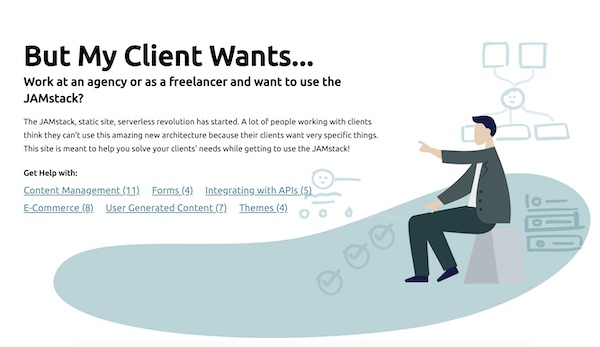 But My Client Wants...
Work at an agency or as a freelancer and want to use the
JAMstack?
The JAMstack, static site, serverless revolution has started. A lot of people working with clients
think they can't use this amazing new architecture because their clients want very specific things.
This site is meant to help you solve your clients' needs while getting to use the JAMstack!
Get Help with:
Content Management (11) Forms (4) Integrating with APIs (5)
E-Commerce (8) User Generated Content (7) Themes (4)